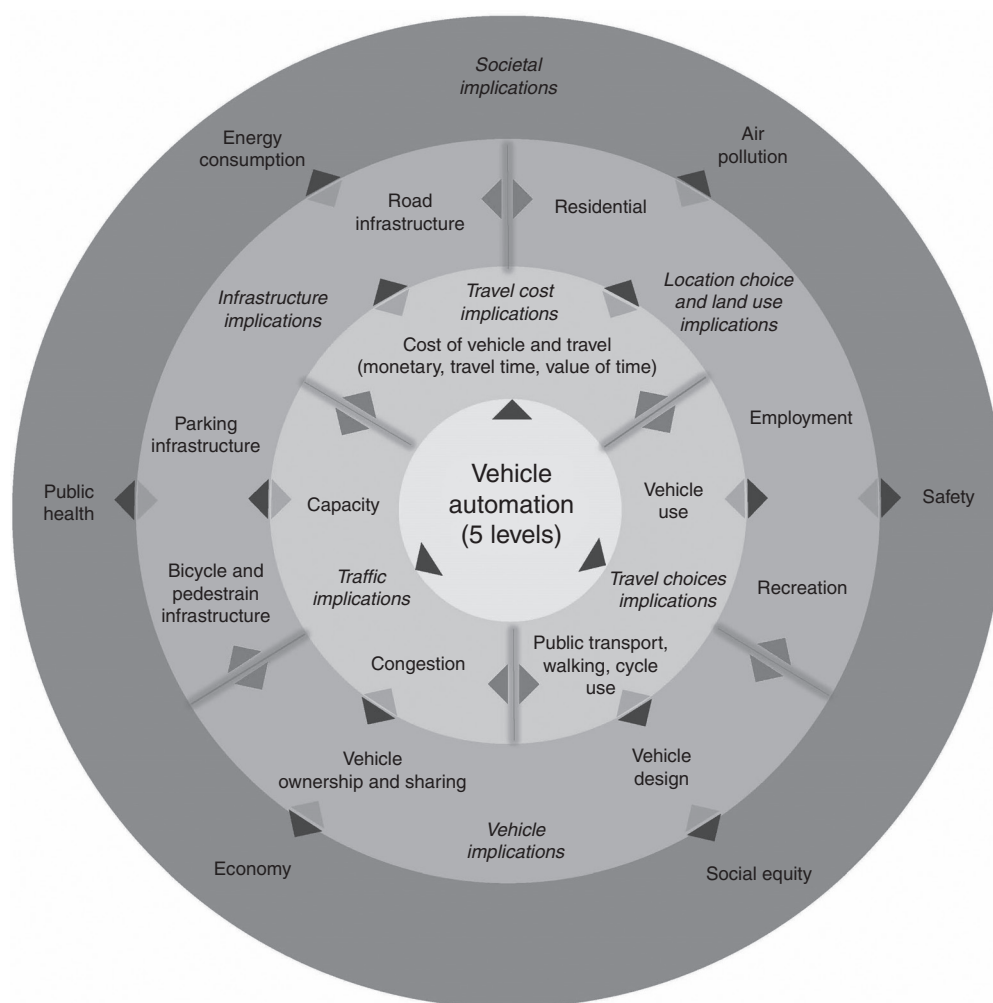 Societal
implications
Energy
consumption
Air
pollution
Road
infrastructure
Residential
Infrastructure
implications
Travel cost
implications
Location choice
and land use
implications
Cost of vehicle and travel
(monetary, travel time, value of time)
Parking
infrastructure
Employment
Public
health
Capacity
Vehicle
automation
(5 levels)
Vehicle
use
Safety
Bicycle and
pedestrain
infrastructure
Traffic
implications
Travel choices
implications
Recreation
Congestion
Public transport,
walking, cycle
use
Vehicle
ownership and sharing
Vehicle
design
Vehicle
implications
Economy
Social equity